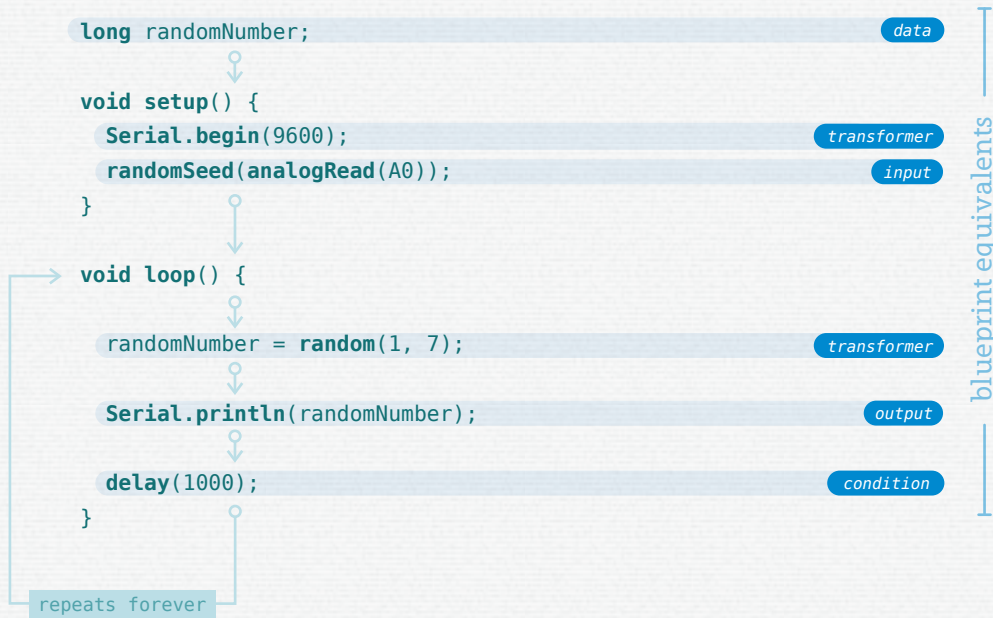 long randomNumber; data
void setup() {
Serial.begin(9600); transformer
randomSeed(analogRead(A0)); input
}
void loop() {
randomNumber = random(1, 7); transformer
Serial.println(randomNumber); output
delay(1000); condition
}
repeats forever
blueprint equivalents